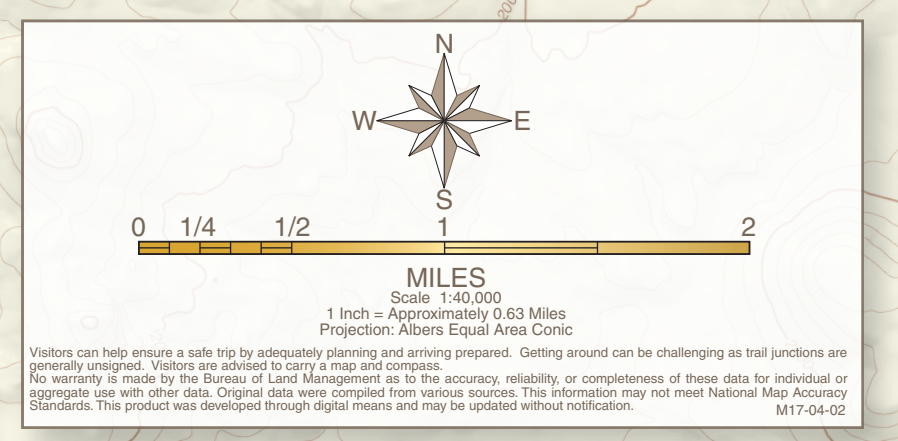 200
N
W E
S
0 1/4 1/2 1 2
MILES
Scale 1:40,000
1 Inch = Approximately 0.63 Miles
Projection: Albers Equal Area Conic
Visitors can help ensure a safe trip by adequately planning and arriving prepared. Getting around can be challenging as trail junctions are
generally unsigned. Visitors are advised to carry a map and compass.
No warranty is made by the Bureau of Land Management as to the accuracy, reliability, or completeness of these data for individual or
aggregate use with other data. Original data were compiled from various sources. This information may not meet National Map Accuracy
Standards. This product was developed through digital means and may be updated without notification.
M17-04-02